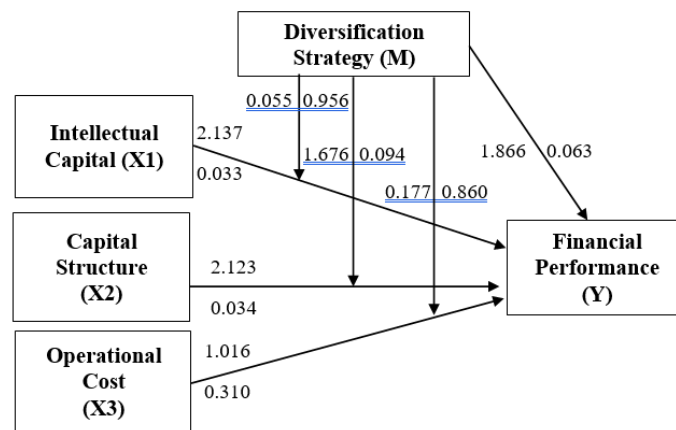 Diversification
Strategy (M)
0.055 0.956
Intellectual
Capital (X1)
2.137
0.033
1.676 0.094
1.866 0.063
0.177 0.860
Capital
Structure
(X2)
2.123
0.034
Financial
Performance
(Y)
Operational
Cost
(X3)
1.016
0.310